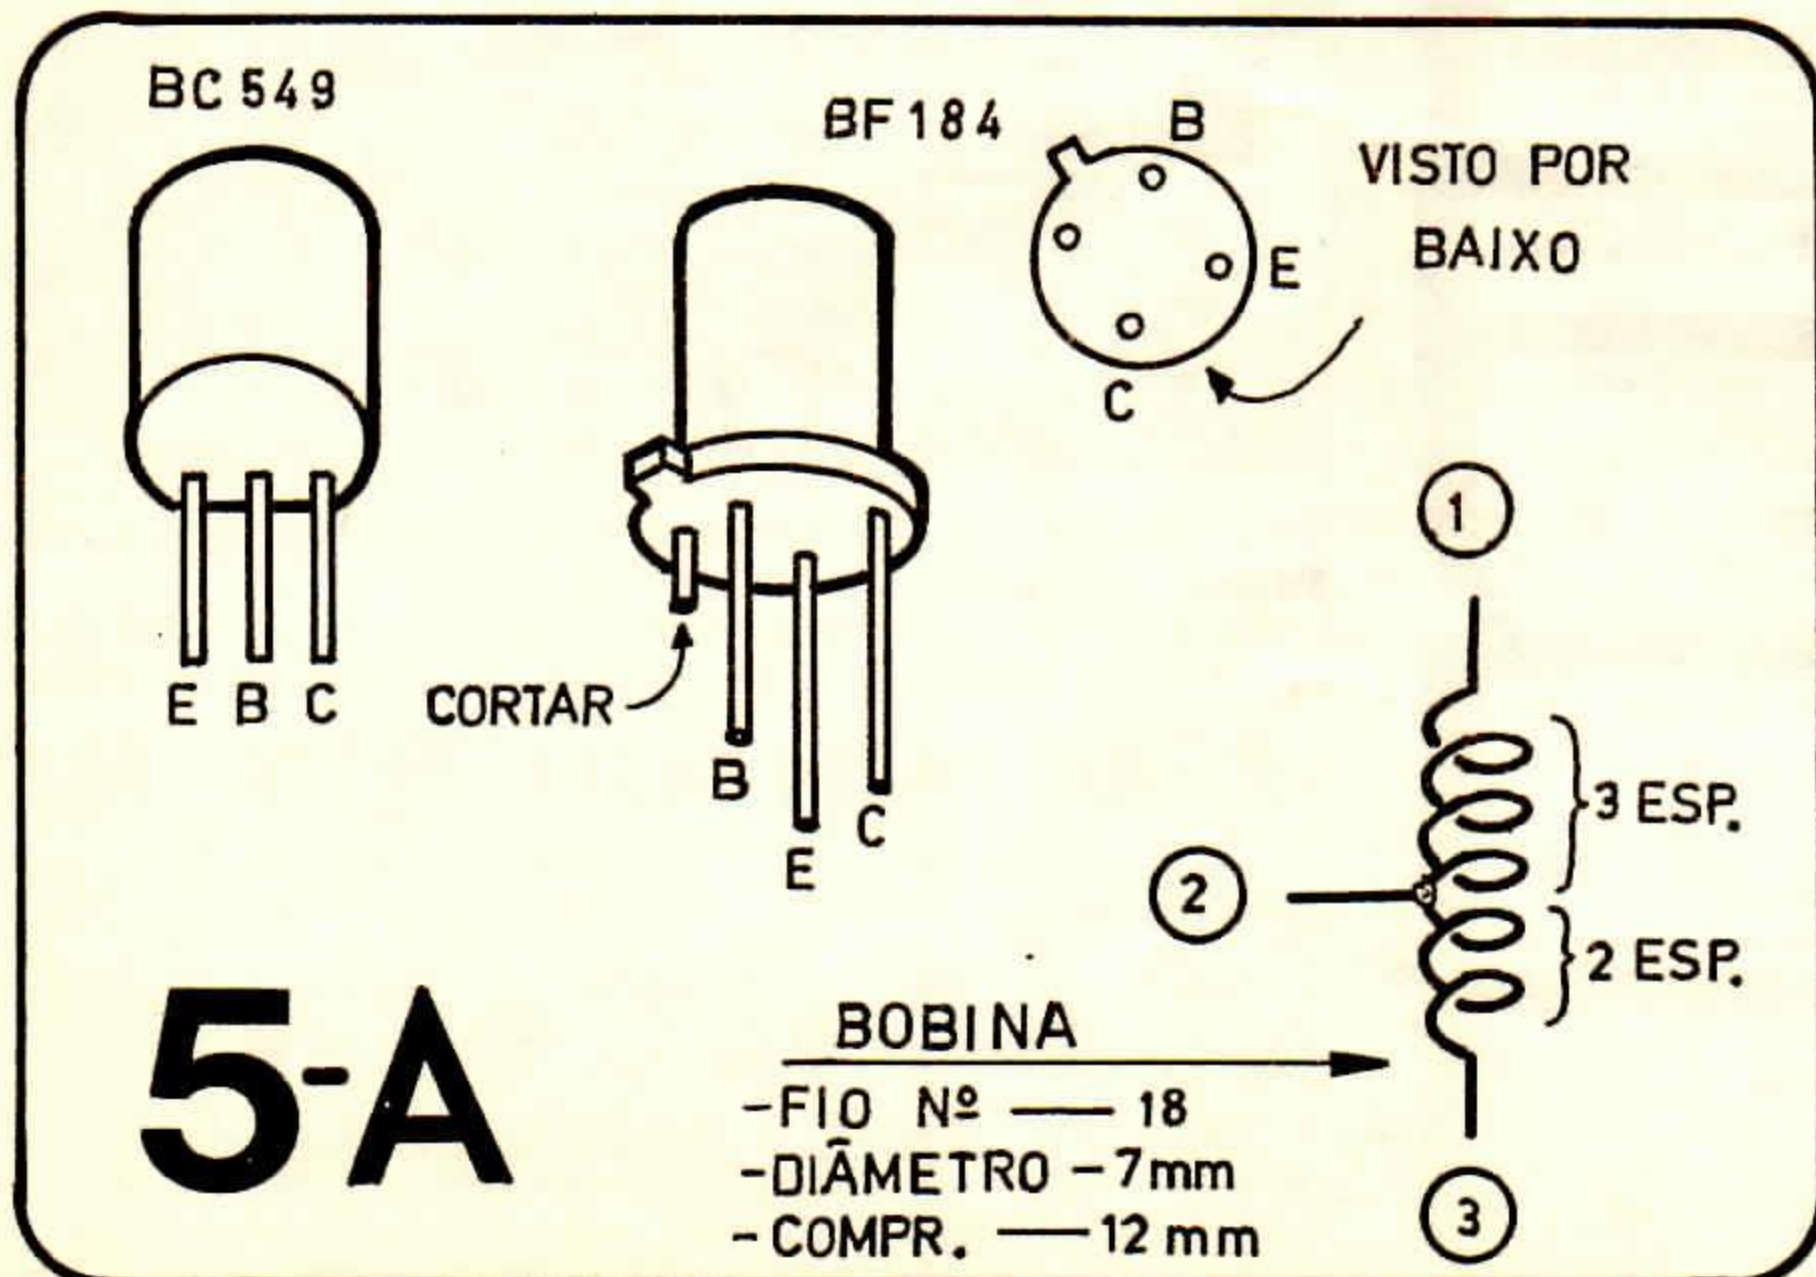 BC 549
E B C
BF 184
CORTAR
B
E
C
B
E
C
VISTO POR
BAIXO
1
2
3
3 ESP.
2 ESP.
5-A
BOBINA
-FIO Nº — 18
-DIÂMETRO - 7mm
-COMPR. — 12 mm